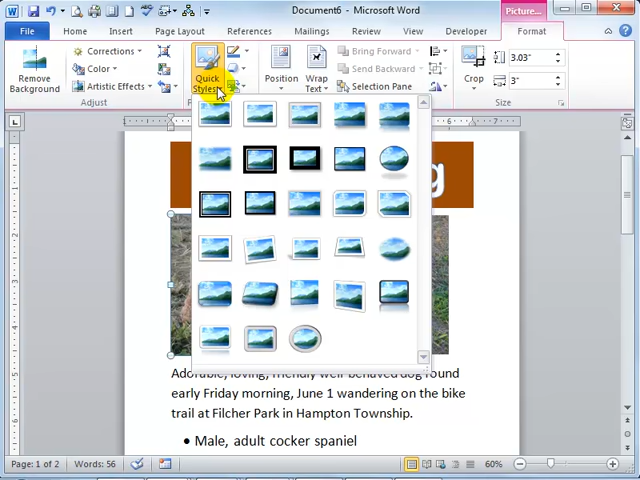 Document6 - Microsoft Word
Picture...
File
Home
Insert
Page Layout
References
Mailings
Review
View
Developer
Format
Remove
Background
Corrections
Color
Artistic Effects
Adjust
Quick
Styles
Position
Wrap
Text
Bring Forward
Send Backward
Selection Pane
Crop
3.03"
3"
Size
g
Adorable, loving, friendly well behaved dog found
early Friday morning, June 1 wandering on the bike
trail at Filcher Park in Hampton Township.
• Male, adult cocker spaniel
Page: 1 of 2
Words: 56
60%